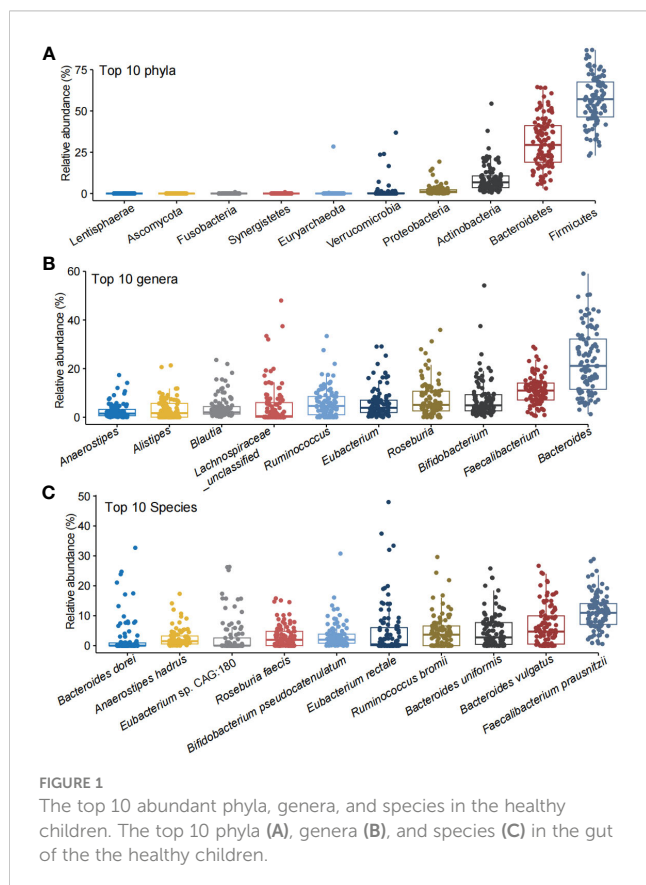 A
Top 10 phyla
Relative abundance (%)
75
50
25
0
Lentisphaerae
Ascomycota
Fusobacteria
Synergistetes
Euryarchaeota
Verrucomicrobia
Proteobacteria
Actinobacteria
Bacteroidetes
Firmicutes
B
Top 10 genera
Relative abundance (%)
60
40
20
0
Anaerostipes
Alistipes
Blautia
Lachnospiraceae
_unclassified
Ruminococcus
Eubacterium
Roseburia
Bifidobacterium
Faecalibacterium
Bacteroides
C
Top 10 Species
Relative abundance (%)
50
40
30
20
10
0
Bacteroides dorei
Anaerostipes hadrus
Eubacterium sp. CAG:180
Roseburia faecis
Bifidobacterium pseudocatenulatum
Eubacterium rectale
Ruminococcus bromii
Bacteroides uniformis
Bacteroides vulgatus
Faecalibacterium prausnitzii
FIGURE 1
The top 10 abundant phyla, genera, and species in the healthy
children. The top 10 phyla (A), genera (B), and species (C) in the gut
of the the healthy children.